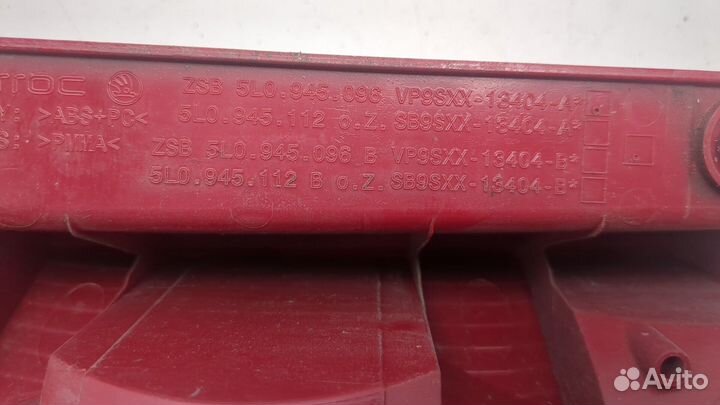 ZSB 5L0.945.096 VP9SXX-13404-A*
5L0.945.112 o.Z. SB9SXX-13404-A*
ZSB 5L0.945.096 B VP9SXX-13404-B*
5L0.945.112 B o.Z. SB9SXX-13404-B*
>ABS+PC<
>PMMA<
Avito